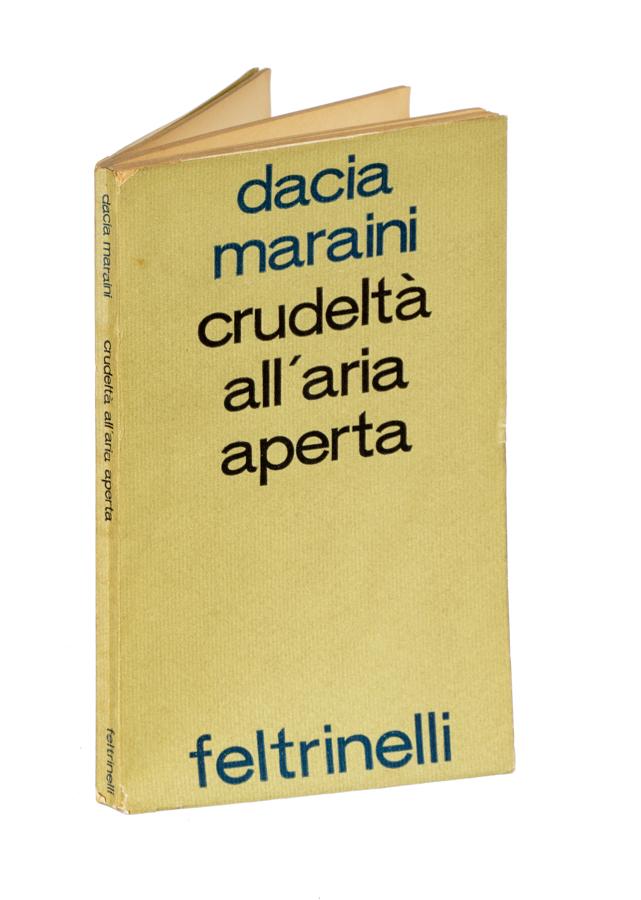 dacia
maraini
crudeltà
all´aria
aperta
feltrinelli
dacia maraini crudeltà all´aria aperta feltrinelli